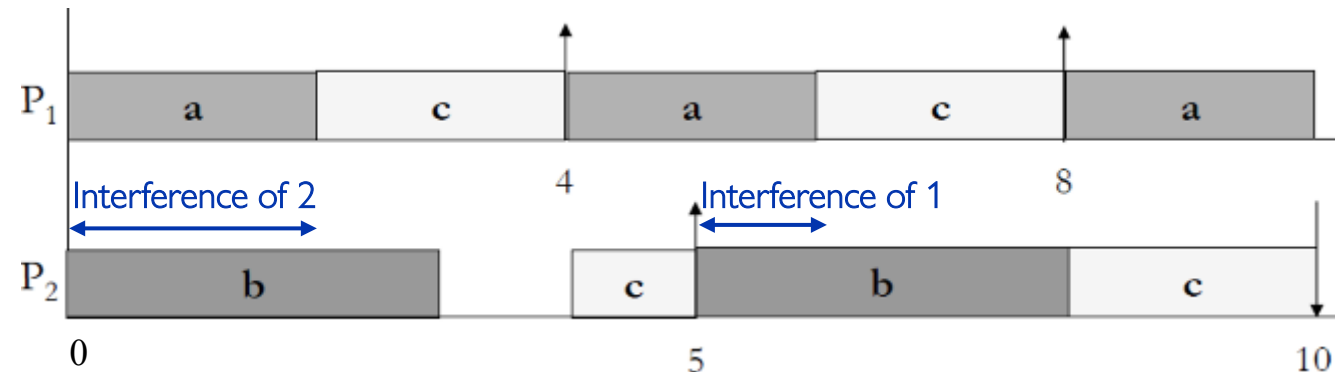 P1 a c a c a
4 8
Interference of 2 Interference of 1
P2 b c b c
0 5 10